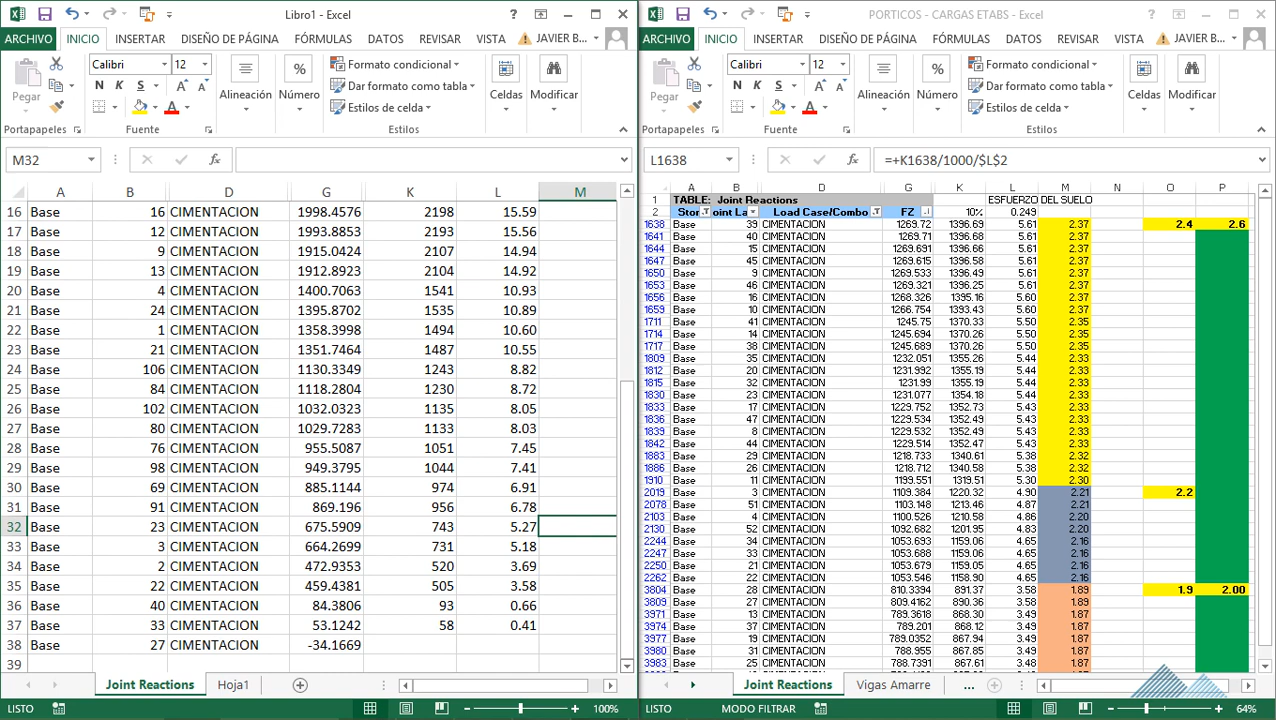 Libro1 - Excel
ARCHIVO INICIO INSERTAR DISEÑO DE PÁGINA FÓRMULAS DATOS REVISAR VISTA JAVIER B...
Pegar
Calibri 12
N K S
A A
A
Alineación
%
Número
Formato condicional
Dar formato como tabla
Estilos de celda
Celdas
Modificar
Portapapeles Fuente Estilos
M32 fx
A B D G K L M
16 Base 16 CIMENTACION 1998.4576 2198 15.59
17 Base 12 CIMENTACION 1993.8853 2193 15.56
18 Base 9 CIMENTACION 1915.0424 2107 14.94
19 Base 13 CIMENTACION 1912.8923 2104 14.92
20 Base 4 CIMENTACION 1400.7063 1541 10.93
21 Base 24 CIMENTACION 1395.8702 1535 10.89
22 Base 1 CIMENTACION 1358.3998 1494 10.60
23 Base 21 CIMENTACION 1351.7464 1487 10.55
24 Base 106 CIMENTACION 1130.3349 1243 8.82
25 Base 84 CIMENTACION 1118.2804 1230 8.72
26 Base 102 CIMENTACION 1032.0323 1135 8.05
27 Base 80 CIMENTACION 1029.7283 1133 8.03
28 Base 76 CIMENTACION 955.5087 1051 7.45
29 Base 98 CIMENTACION 949.3795 1044 7.41
30 Base 69 CIMENTACION 885.1144 974 6.91
31 Base 91 CIMENTACION 869.196 956 6.78
32 Base 23 CIMENTACION 675.5909 743 5.27
33 Base 3 CIMENTACION 664.2699 731 5.18
34 Base 2 CIMENTACION 472.9354 520 3.69
35 Base 22 CIMENTACION 459.4381 505 3.58
36 Base 40 CIMENTACION 84.3806 93 0.66
37 Base 33 CIMENTACION 53.1242 58 0.41
38 Base 27 CIMENTACION -34.1669
39
Joint Reactions Hoja1
LISTO 100%
PORTICOS - CARGAS ETABS - Excel
ARCHIVO INICIO INSERTAR DISEÑO DE PÁGINA FÓRMULAS DATOS REVISAR VISTA JAVIER B...
Pegar
Calibri 12
N K S
A A
A
Alineación
%
Número
Formato condicional
Dar formato como tabla
Estilos de celda
Celdas
Modificar
Portapapeles Fuente Estilos
L1638 fx =+K1638/1000/$L$2
A B D G K L M N O P
1 TABLE: Joint Reactions ESFUERZO DEL SUELO
2 Stor oint La Load Case/Combo FZ 10% 0.249
1638 Base 39 CIMENTACION 1269.72 1396.69 5.61 2.37 2.4 2.6
1641 Base 40 CIMENTACION 1269.71 1396.68 5.61 2.37
1644 Base 15 CIMENTACION 1269.691 1396.66 5.61 2.37
1647 Base 45 CIMENTACION 1269.615 1396.58 5.61 2.37
1650 Base 9 CIMENTACION 1269.533 1396.49 5.61 2.37
1653 Base 46 CIMENTACION 1269.321 1396.25 5.61 2.37
1656 Base 16 CIMENTACION 1268.326 1395.16 5.60 2.37
1659 Base 10 CIMENTACION 1266.754 1393.43 5.60 2.37
1711 Base 41 CIMENTACION 1245.75 1370.33 5.50 2.35
1714 Base 14 CIMENTACION 1245.694 1370.26 5.50 2.35
1717 Base 38 CIMENTACION 1245.689 1370.26 5.50 2.35
1809 Base 35 CIMENTACION 1232.051 1355.26 5.44 2.33
1812 Base 20 CIMENTACION 1231.992 1355.19 5.44 2.33
1815 Base 32 CIMENTACION 1231.99 1355.19 5.44 2.33
1830 Base 23 CIMENTACION 1231.077 1354.18 5.44 2.33
1833 Base 17 CIMENTACION 1229.752 1352.73 5.43 2.33
1836 Base 47 CIMENTACION 1229.544 1352.50 5.43 2.33
1839 Base 8 CIMENTACION 1229.532 1352.49 5.43 2.33
1842 Base 44 CIMENTACION 1229.514 1352.47 5.43 2.33
1883 Base 29 CIMENTACION 1218.733 1340.61 5.38 2.32
1886 Base 26 CIMENTACION 1218.712 1340.58 5.38 2.32
1910 Base 11 CIMENTACION 1199.551 1319.51 5.30 2.30
2019 Base 3 CIMENTACION 1109.384 1220.32 4.90 2.21 2.2
2078 Base 51 CIMENTACION 1103.148 1213.46 4.87 2.21
2103 Base 4 CIMENTACION 1100.526 1210.58 4.86 2.20
2130 Base 52 CIMENTACION 1092.682 1201.95 4.83 2.20
2244 Base 34 CIMENTACION 1053.693 1159.06 4.65 2.16
2247 Base 33 CIMENTACION 1053.688 1159.06 4.65 2.16
2250 Base 21 CIMENTACION 1053.679 1159.05 4.65 2.16
2262 Base 22 CIMENTACION 1053.546 1158.90 4.65 2.16
3804 Base 28 CIMENTACION 810.3394 891.37 3.58 1.89 1.9 2.00
3809 Base 27 CIMENTACION 809.4162 890.36 3.58 1.89
3971 Base 13 CIMENTACION 789.3618 868.30 3.49 1.87
3974 Base 37 CIMENTACION 789.201 868.12 3.49 1.87
3977 Base 19 CIMENTACION 789.0352 867.94 3.49 1.87
3980 Base 31 CIMENTACION 788.955 867.85 3.49 1.87
3983 Base 25 CIMENTACION 788.7391 867.61 3.48 1.87
Joint Reactions Vigas Amarre ...
LISTO MODO FILTRAR 64%